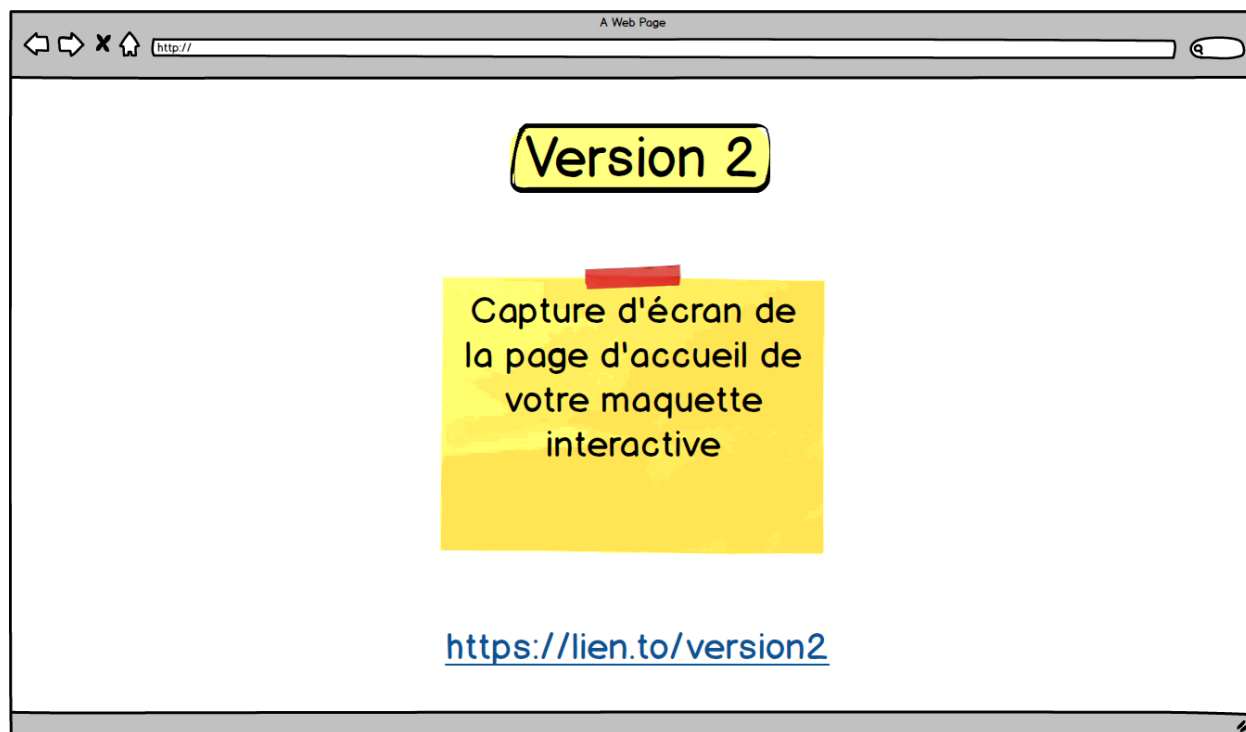 A Web Page
http://
Version 2
Capture d'écran de
la page d'accueil de
votre maquette
interactive
https://lien.to/version2